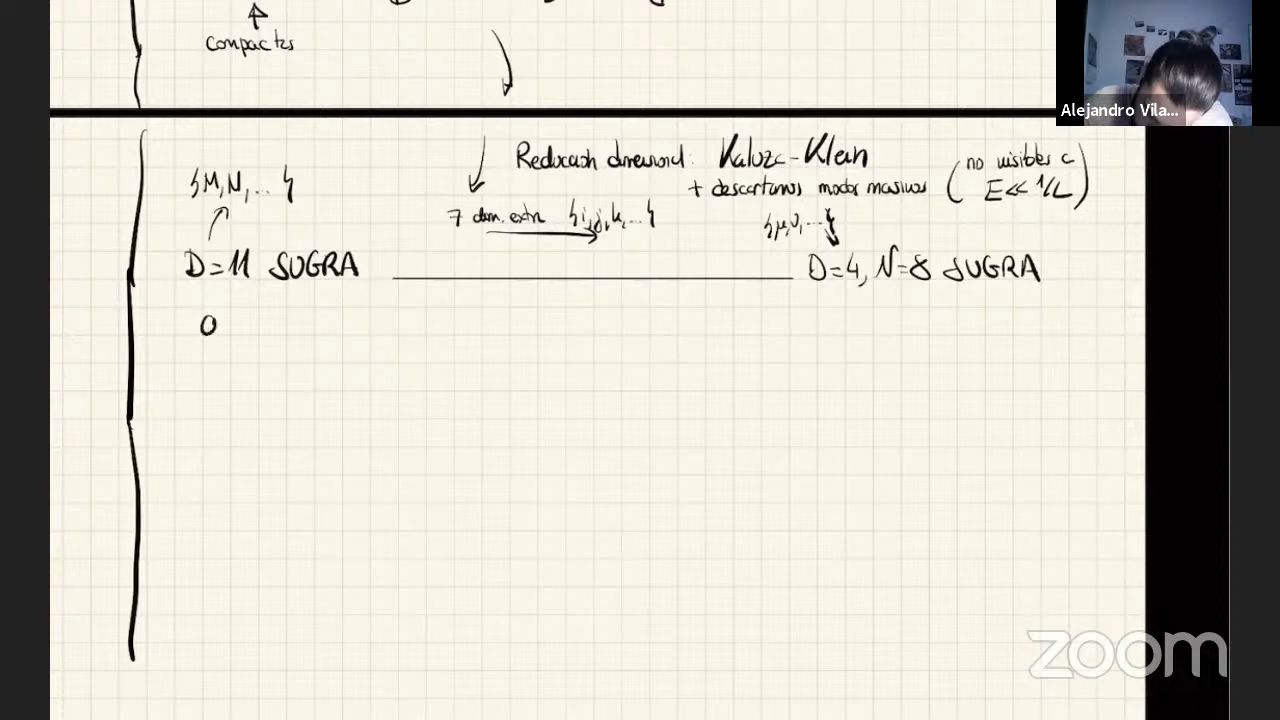 compactas
Alejandro Vila...
Reducción dimensional: Kaluza-Klein (no visibles a
+ descartamos modos masivos E << 1/L)
{M, N, ...}
7 dim. extra {i, j, k, ...} {μ, ν, ...}
D=11 SUGRA D=4, N=8 SUGRA
0
zoom